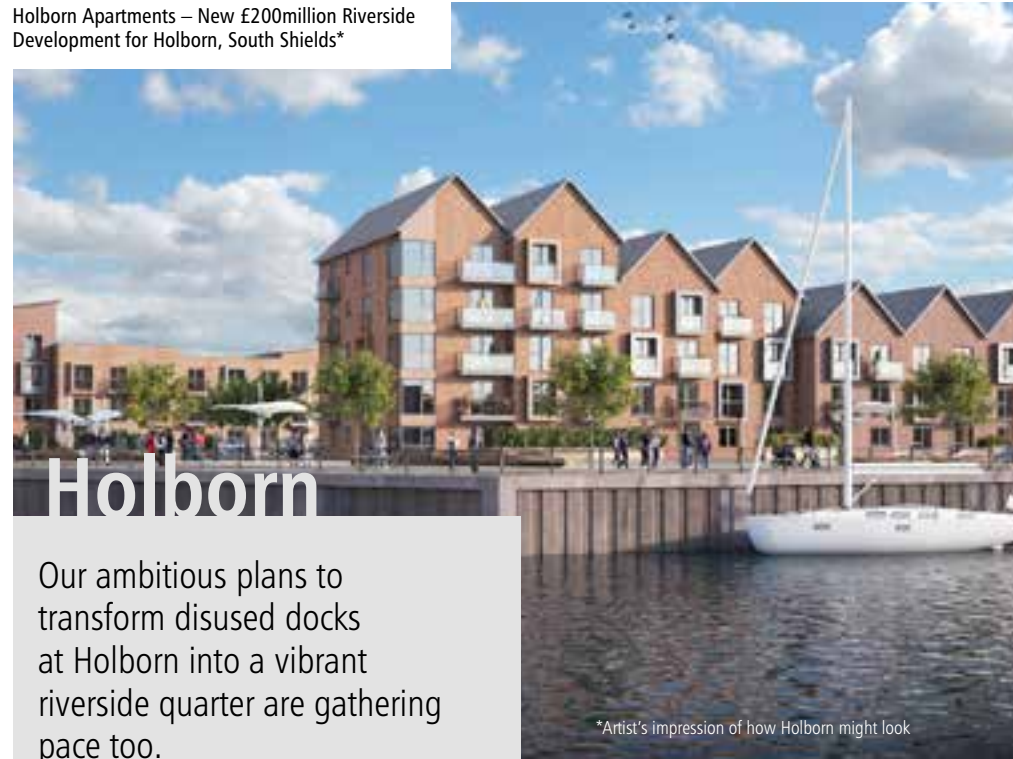 Holborn Apartments – New £200million Riverside
Development for Holborn, South Shields*
Holborn
Our ambitious plans to
transform disused docks
at Holborn into a vibrant
riverside quarter are gathering
pace too.
*Artist's impression of how Holborn might look